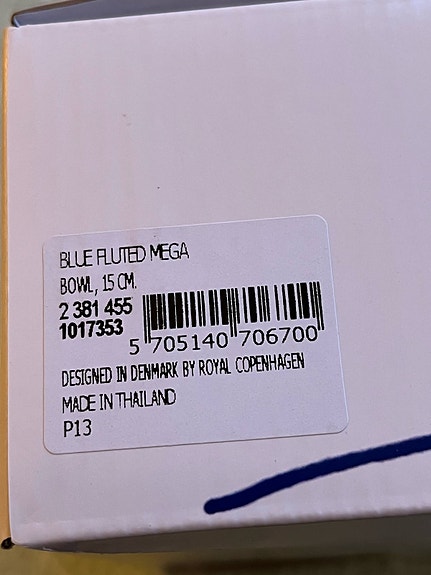 BLUE FLUTED MEGA
BOWL, 15 CM.
2 381 455
1017353
5 705140 706700
DESIGNED IN DENMARK BY ROYAL COPENHAGEN
MADE IN THAILAND
P13